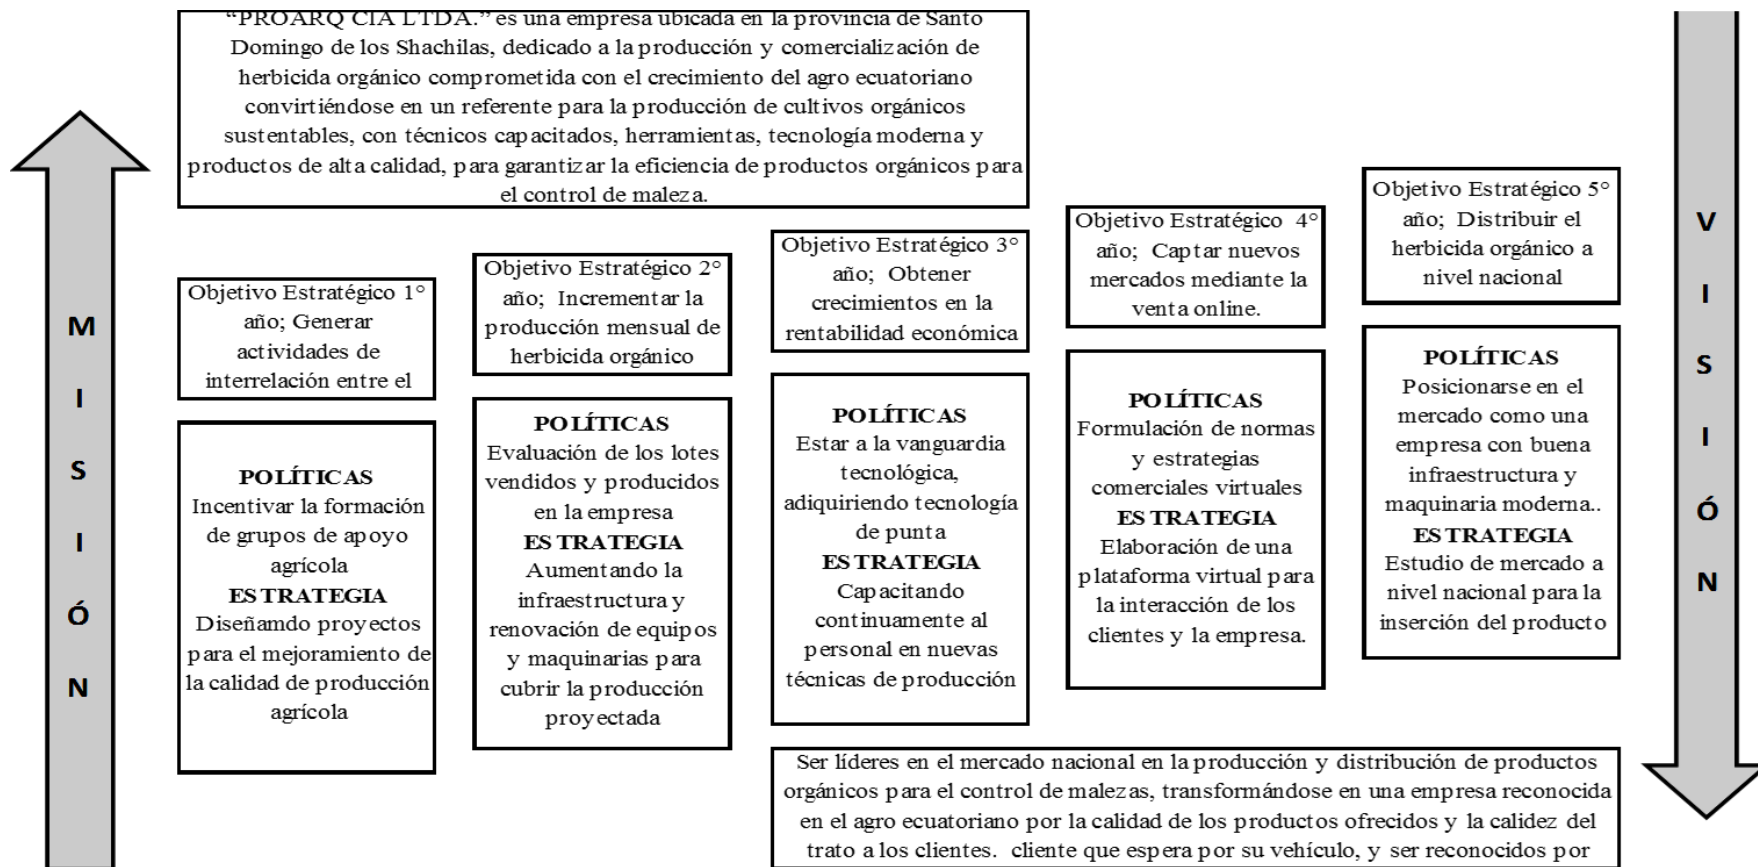 “PROARQ CIA LTDA.” es una empresa ubicada en la provincia de Santo
Domingo de los Shachilas, dedicado a la producción y comercialización de
herbicida orgánico comprometida con el crecimiento del agro ecuatoriano
convirtiéndose en un referente para la producción de cultivos orgánicos
sustentables, con técnicos capacitados, herramientas, tecnología moderna y
productos de alta calidad, para garantizar la eficiencia de productos orgánicos para
el control de maleza.
MISIÓN
Objetivo Estratégico 1°
año; Generar
actividades de
interrelación entre el
POLÍTICAS
Incentivar la formación
de grupos de apoyo
agrícola
ESTRATEGIA
Diseñamdo proyectos
para el mejoramiento de
la calidad de producción
agrícola
Objetivo Estratégico 2°
año; Incrementar la
producción mensual de
herbicida orgánico
POLÍTICAS
Evaluación de los lotes
vendidos y producidos
en la empresa
ESTRATEGIA
Aumentando la
infraestructura y
renovación de equipos
y maquinarias para
cubrir la producción
proyectada
Objetivo Estratégico 3°
año; Obtener
crecimientos en la
rentabilidad económica
POLÍTICAS
Estar a la vanguardia
tecnológica,
adiquiriendo tecnología
de punta
ESTRATEGIA
Capacitando
continuamente al
personal en nuevas
técnicas de producción
Objetivo Estratégico 4°
año; Captar nuevos
mercados mediante la
venta online.
POLÍTICAS
Formulación de normas
y estrategias
comerciales virtuales
ESTRATEGIA
Elaboración de una
plataforma virtual para
la interacción de los
clientes y la empresa.
Objetivo Estratégico 5°
año; Distribuir el
herbicida orgánico a
nivel nacional
POLÍTICAS
Posicionarse en el
mercado como una
empresa con buena
infraestructura y
maquinaria moderna..
ESTRATEGIA
Estudio de mercado a
nivel nacional para la
inserción del producto
VISIÓN
Ser líderes en el mercado nacional en la producción y distribución de productos
orgánicos para el control de malezas, transformándose en una empresa reconocida
en el agro ecuatoriano por la calidad de los productos ofrecidos y la calidez del
trato a los clientes. cliente que espera por su vehículo, y ser reconocidos por